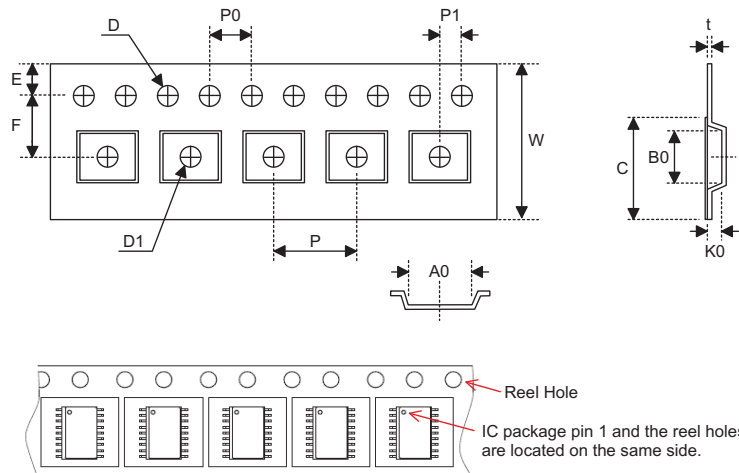 P0
P1
D
t
E
F
W
C
B0
D1
P
K0
A0
Reel Hole
IC package pin 1 and the reel holes
are located on the same side.